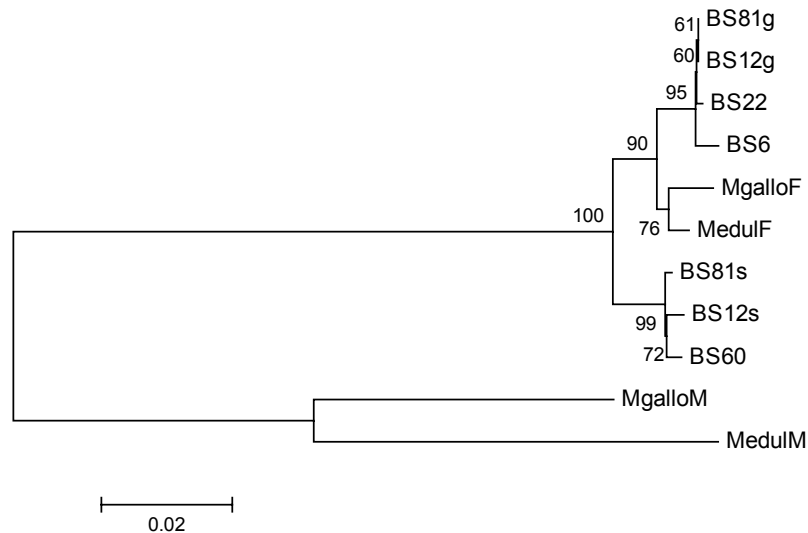 61
BS81g
60
BS12g
95
BS22
90
BS6
MgalloF
100
76
MedulF
BS81s
99
BS12s
72
BS60
MgalloM
MedulM
0.02